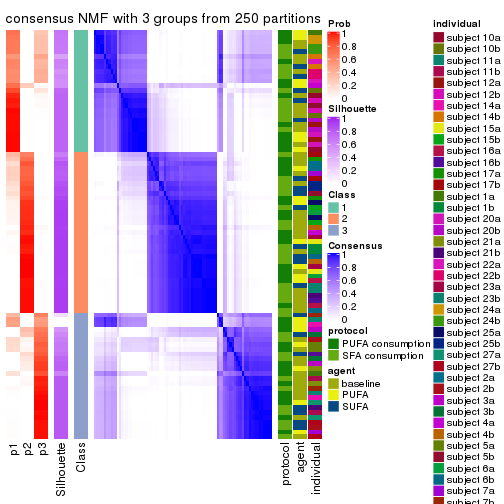 consensus NMF with 3 groups from 250 partitions
p1
p2
p3
Silhouette
Class
protocol
agent
individual
Prob
1
0.8
0.6
0.4
0.2
0
Silhouette
1
0.8
0.6
0.4
0.2
0
Class
1
2
3
Consensus
1
0.8
0.6
0.4
0.2
0
protocol
PUFA consumption
SFA consumption
agent
baseline
PUFA
SUFA
individual
subject 10a
subject 10b
subject 11a
subject 11b
subject 12a
subject 12b
subject 14a
subject 14b
subject 15a
subject 15b
subject 16a
subject 16b
subject 17a
subject 17b
subject 1a
subject 1b
subject 20a
subject 20b
subject 21a
subject 21b
subject 22a
subject 22b
subject 23a
subject 23b
subject 24a
subject 24b
subject 25a
subject 25b
subject 27a
subject 27b
subject 2a
subject 2b
subject 3a
subject 3b
subject 4a
subject 4b
subject 5a
subject 5b
subject 6a
subject 6b
subject 7a
subject 7b